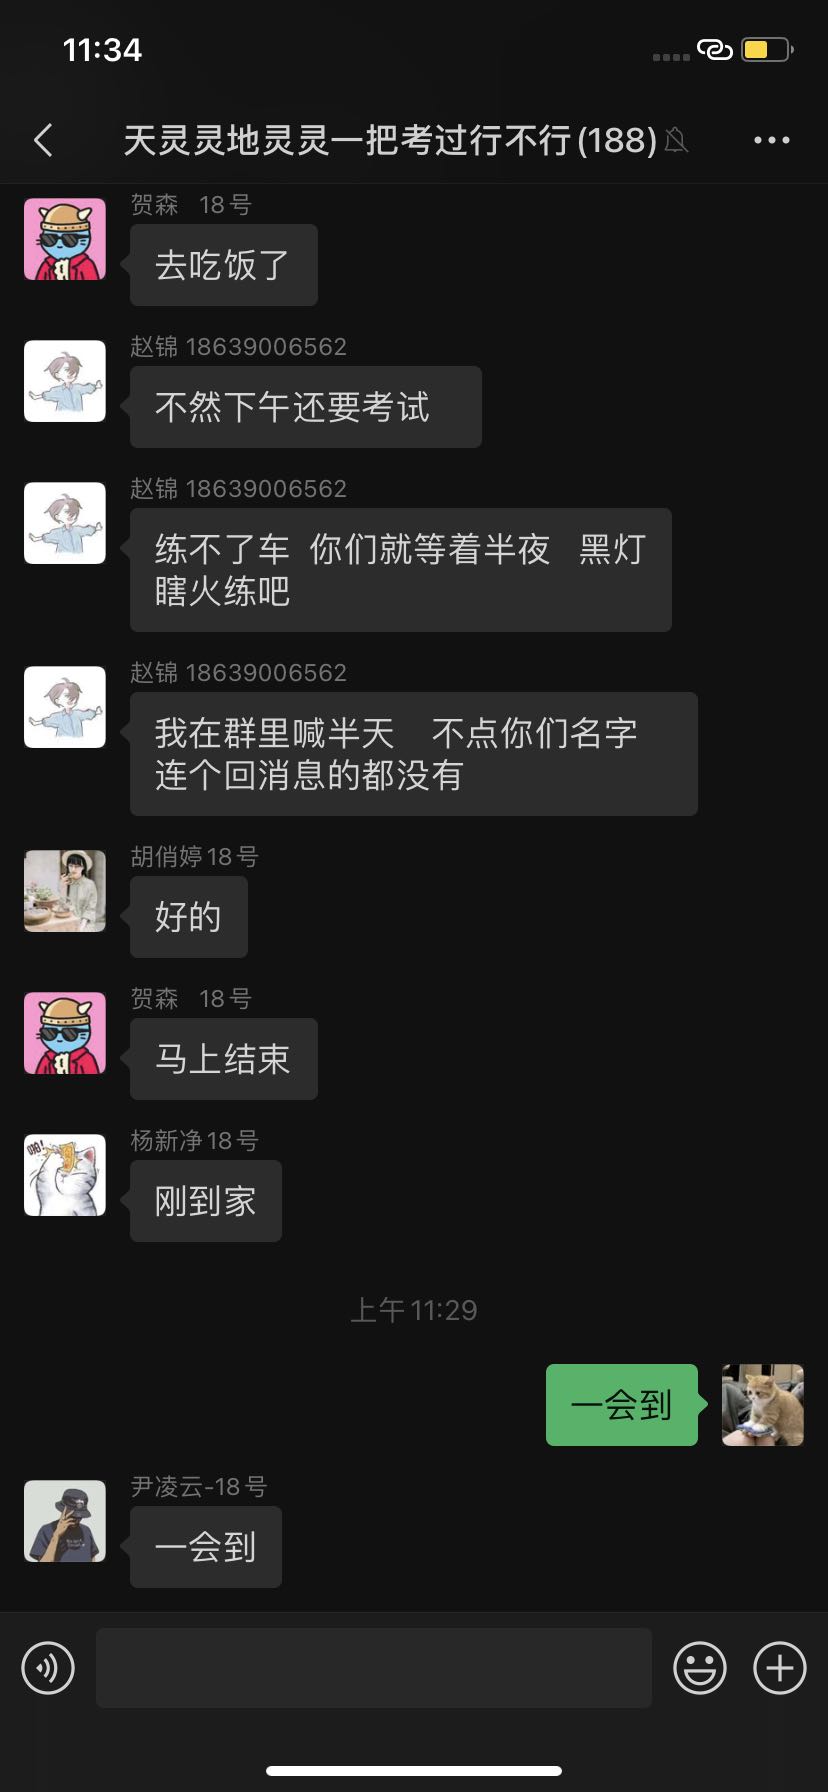 11:34
天灵灵地灵灵一把考过行不行(188)
贺森 18号
去吃饭了
赵锦 18639006562
不然下午还要考试
赵锦 18639006562
练不了车 你们就等着半夜 黑灯
瞎火练吧
赵锦 18639006562
我在群里喊半天 不点你们名字
连个回消息的都没有
胡俏婷18号
好的
贺森 18号
马上结束
杨新净18号
啪!
刚到家
上午11:29
一会到
尹凌云-18号
一会到